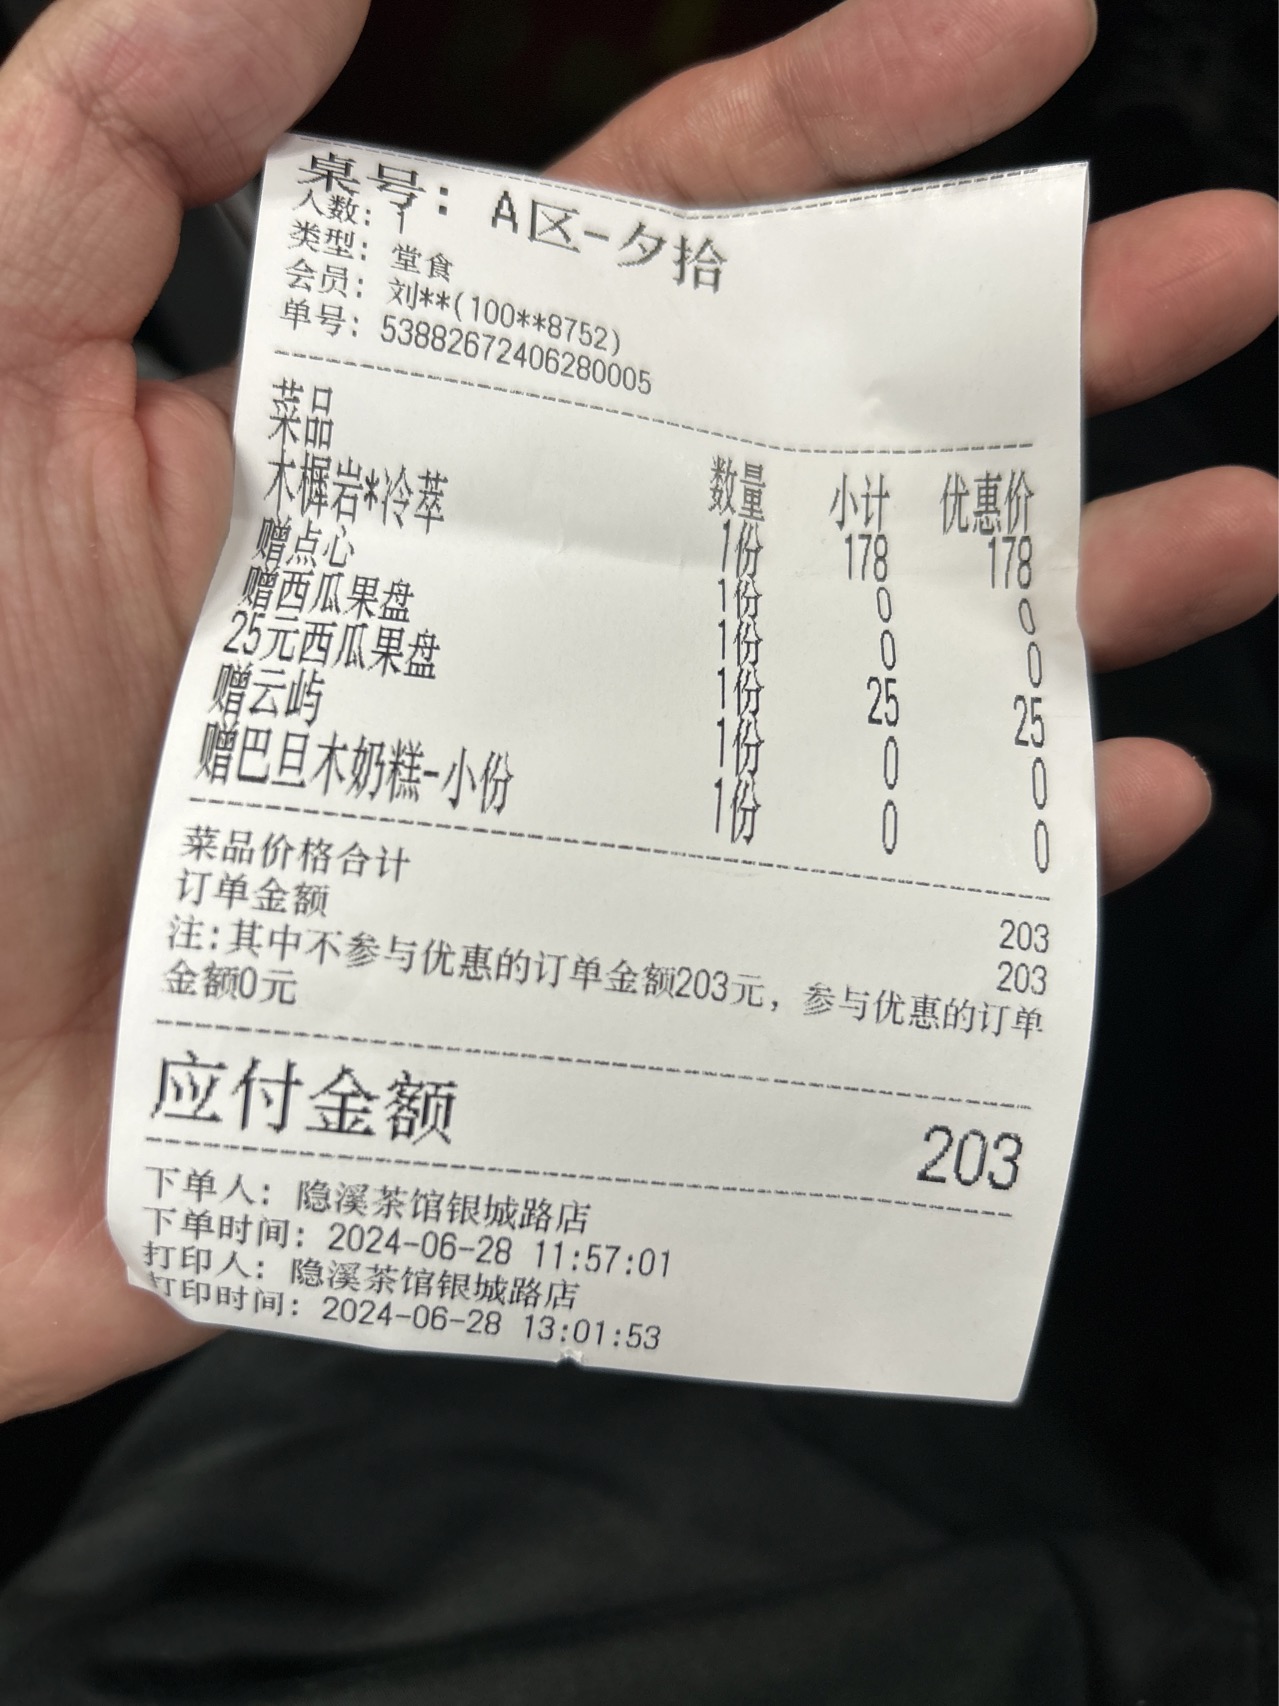 桌号: A区-夕拾
人数: 1
类型: 堂食
会员: 刘**(100**8752)
单号: 53882672406280005
菜品 数量 小计 优惠价
木樨岩*冷萃 1份 178 178
赠点心 1份 0 0
赠西瓜果盘 1份 0 0
25元西瓜果盘 1份 25 25
赠云屿 1份 0 0
赠巴旦木奶糕-小份 1份 0 0
菜品价格合计 203
订单金额 203
注:其中不参与优惠的订单金额203元, 参与优惠的订单
金额0元
应付金额 203
下单人: 隐溪茶馆银城路店
下单时间: 2024-06-28 11:57:01
打印人: 隐溪茶馆银城路店
打印时间: 2024-06-28 13:01:53